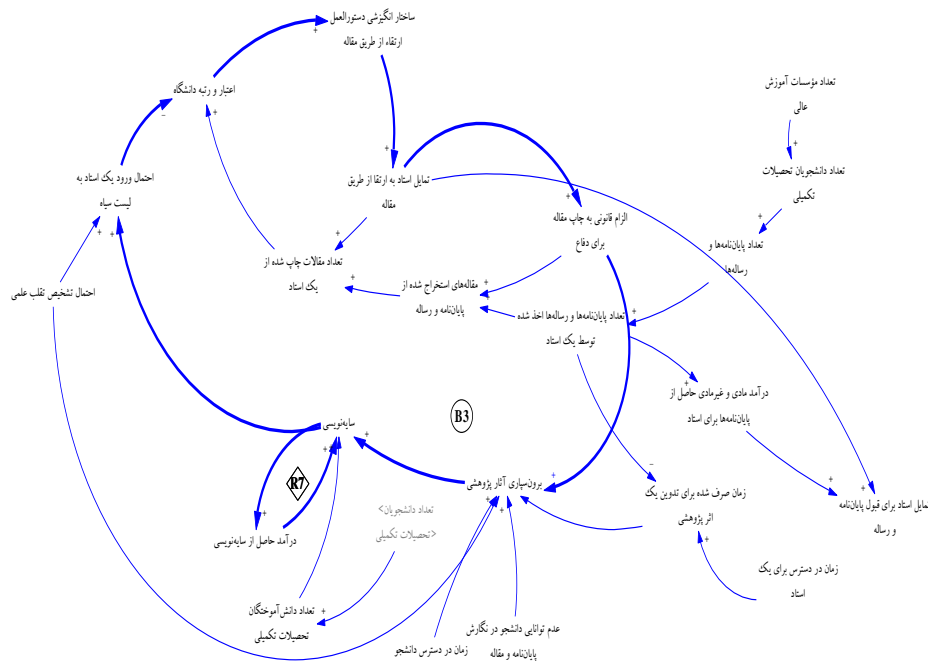 ساختار انگیزشی دستورالعمل
ارتقاء از طریق مقاله
اعتبار و رتبه دانشگاه
تعداد مؤسسات آموزش
عالی
احتمال ورود یک استاد به
لیست سیاه
تمایل استاد به ارتقا از طریق
مقاله
تعداد دانشجویان تحصیلات
تکمیلی
الزام قانونی به چاپ مقاله
برای دفاع
تعداد پایان‌نامه‌ها و
رساله‌ها
تعداد مقالات چاپ شده از
یک استاد
مقاله‌های استخراج شده از
پایان‌نامه و رساله
احتمال تشخیص تقلب علمی
تعداد پایان‌نامه‌ها و رساله‌ها اخذ شده
توسط یک استاد
درآمد مادی و غیرمادی حاصل از
پایان‌نامه‌ها برای استاد
B3
سایه‌نویسی
R7
برون‌سپاری آثار پژوهشی
زمان صرف شده برای تدوین یک
اثر پژوهشی
تمایل استاد برای قبول پایان‌نامه
و رساله
<تعداد دانشجویان
تحصیلات تکمیلی>
درآمد حاصل از سایه‌نویسی
زمان در دسترس برای یک
استاد
تعداد دانش‌آموختگان
تحصیلات تکمیلی
زمان در دسترس دانشجو
عدم توانایی دانشجو در نگارش
پایان‌نامه و مقاله